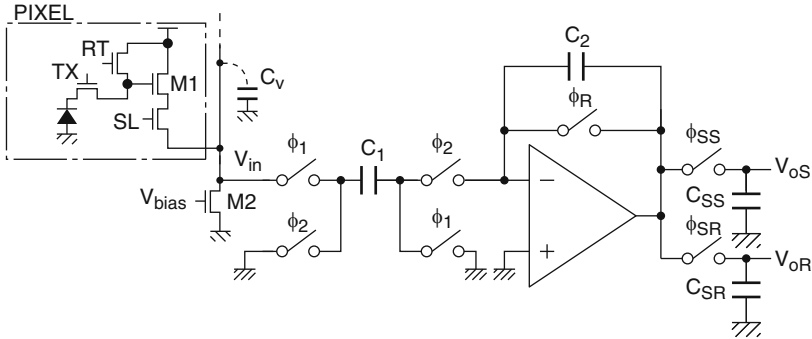 PIXEL
RT
TX
M1
SL
C_v
V_in
ϕ_1
C_1
ϕ_2
C_2
ϕ_R
ϕ_SS
V_oS
V_bias
M2
ϕ_2
ϕ_1
−
+
C_SS
ϕ_SR
V_oR
C_SR